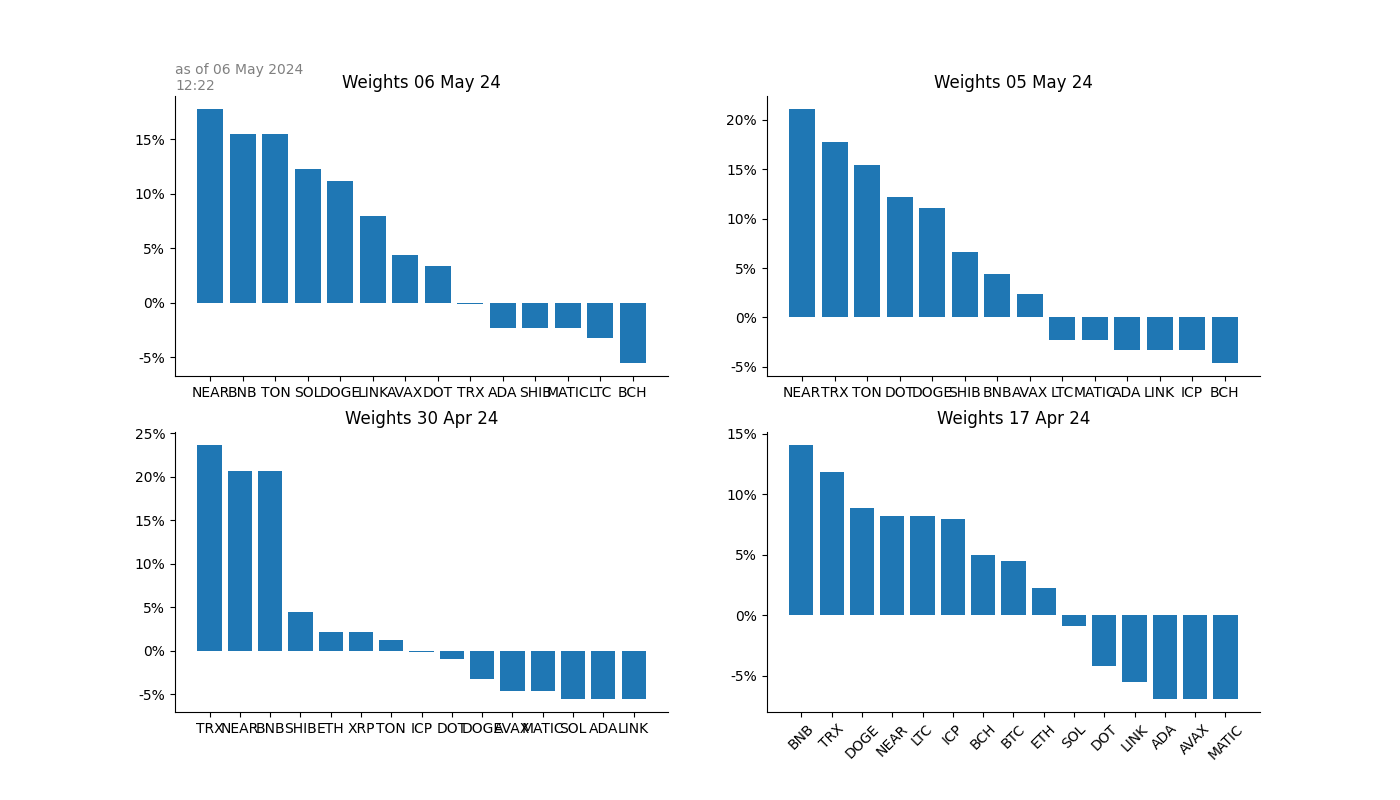 as of 06 May 2024
12:22
Weights 06 May 24
15%
10%
5%
0%
-5%
NEAR BNB TON SOL DOGE LINK AVAX DOT TRX ADA SHIB MATIC LTC BCH
Weights 05 May 24
20%
15%
10%
5%
0%
-5%
NEAR TRX TON DOT DOGE SHIB BNB AVAX LTC MATIC ADA LINK ICP BCH
Weights 30 Apr 24
25%
20%
15%
10%
5%
0%
-5%
TRX NEAR BNB SHIB ETH XRP TON ICP DOT DOGE AVAX MATIC SOL ADA LINK
Weights 17 Apr 24
15%
10%
5%
0%
-5%
BNB TRX DOGE NEAR LTC ICP BCH BTC ETH SOL DOT LINK ADA AVAX MATIC